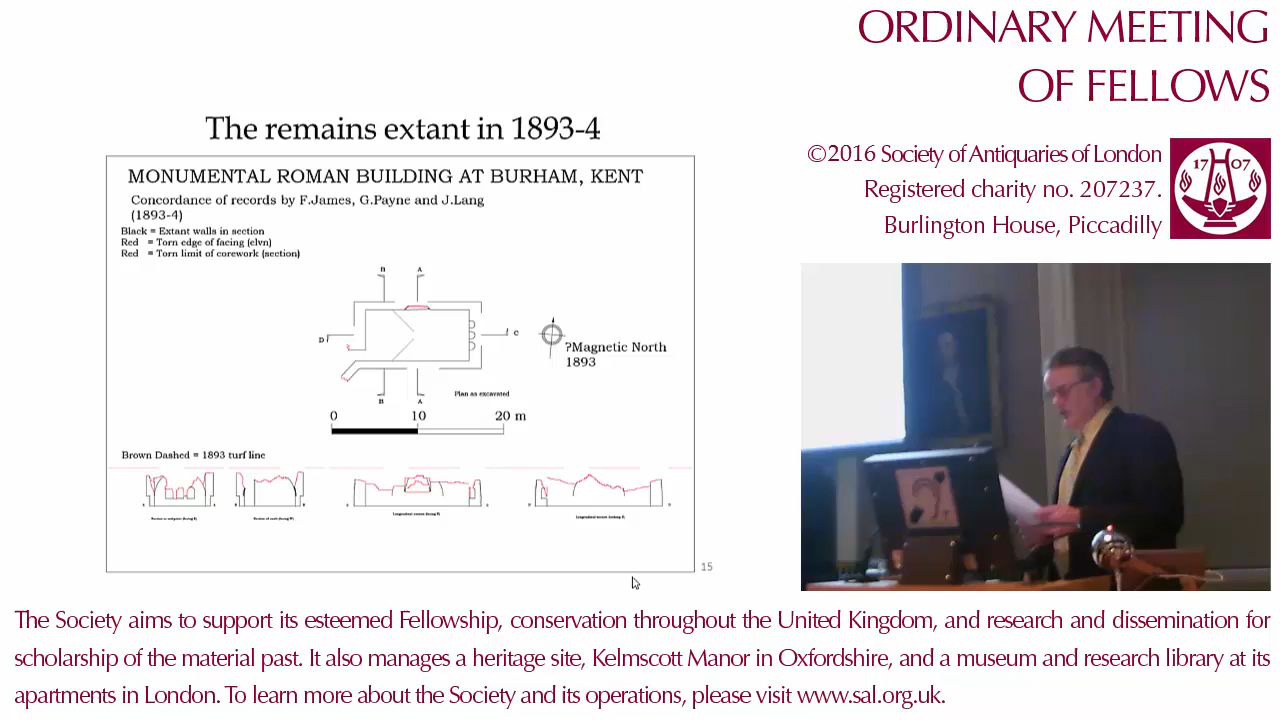 ORDINARY MEETING
OF FELLOWS
©2016 Society of Antiquaries of London
Registered charity no. 207237.
Burlington House, Piccadilly
17 07
The remains extant in 1893-4
MONUMENTAL ROMAN BUILDING AT BURHAM, KENT
Concordance of records by F.James, G.Payne and J.Lang
(1893-4)
Black = Extant walls in section
Red = Torn edge of facing (elvn)
Red = Torn limit of corework (section)
B A
D C
?Magnetic North
1893
B A
Plan as excavated
0 10 20 m
Brown Dashed = 1893 turf line
15
T
The Society aims to support its esteemed Fellowship, conservation throughout the United Kingdom, and research and dissemination for
scholarship of the material past. It also manages a heritage site, Kelmscott Manor in Oxfordshire, and a museum and research library at its
apartments in London. To learn more about the Society and its operations, please visit www.sal.org.uk.